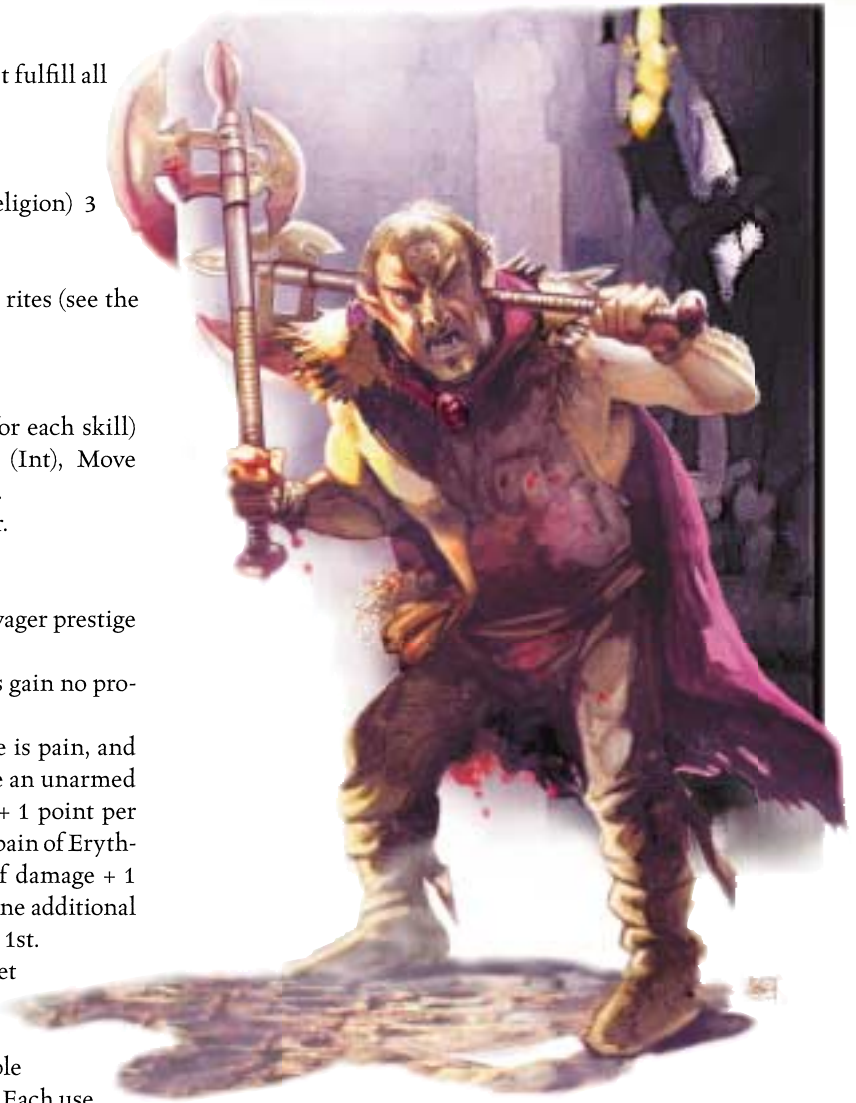 t fulfill all
eligion) 3
rites (see the
or each skill)
(Int), Move
.
r.
vager prestige
s gain no pro-
e is pain, and
e an unarmed
+ 1 point per
pain of Eryth-
f damage + 1
ne additional
1st.
et
ole
Each use